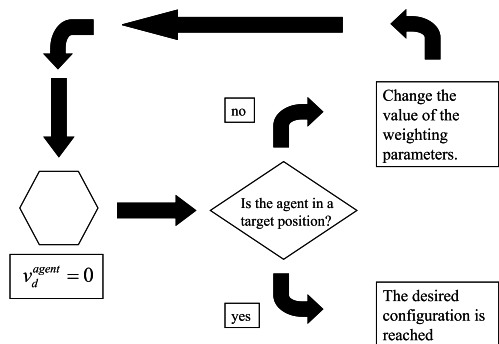 no
Change the
value of the
weighting
parameters.
Is the agent in a
target position?
v_d^{agent} = 0
yes
The desired
configuration is
reached